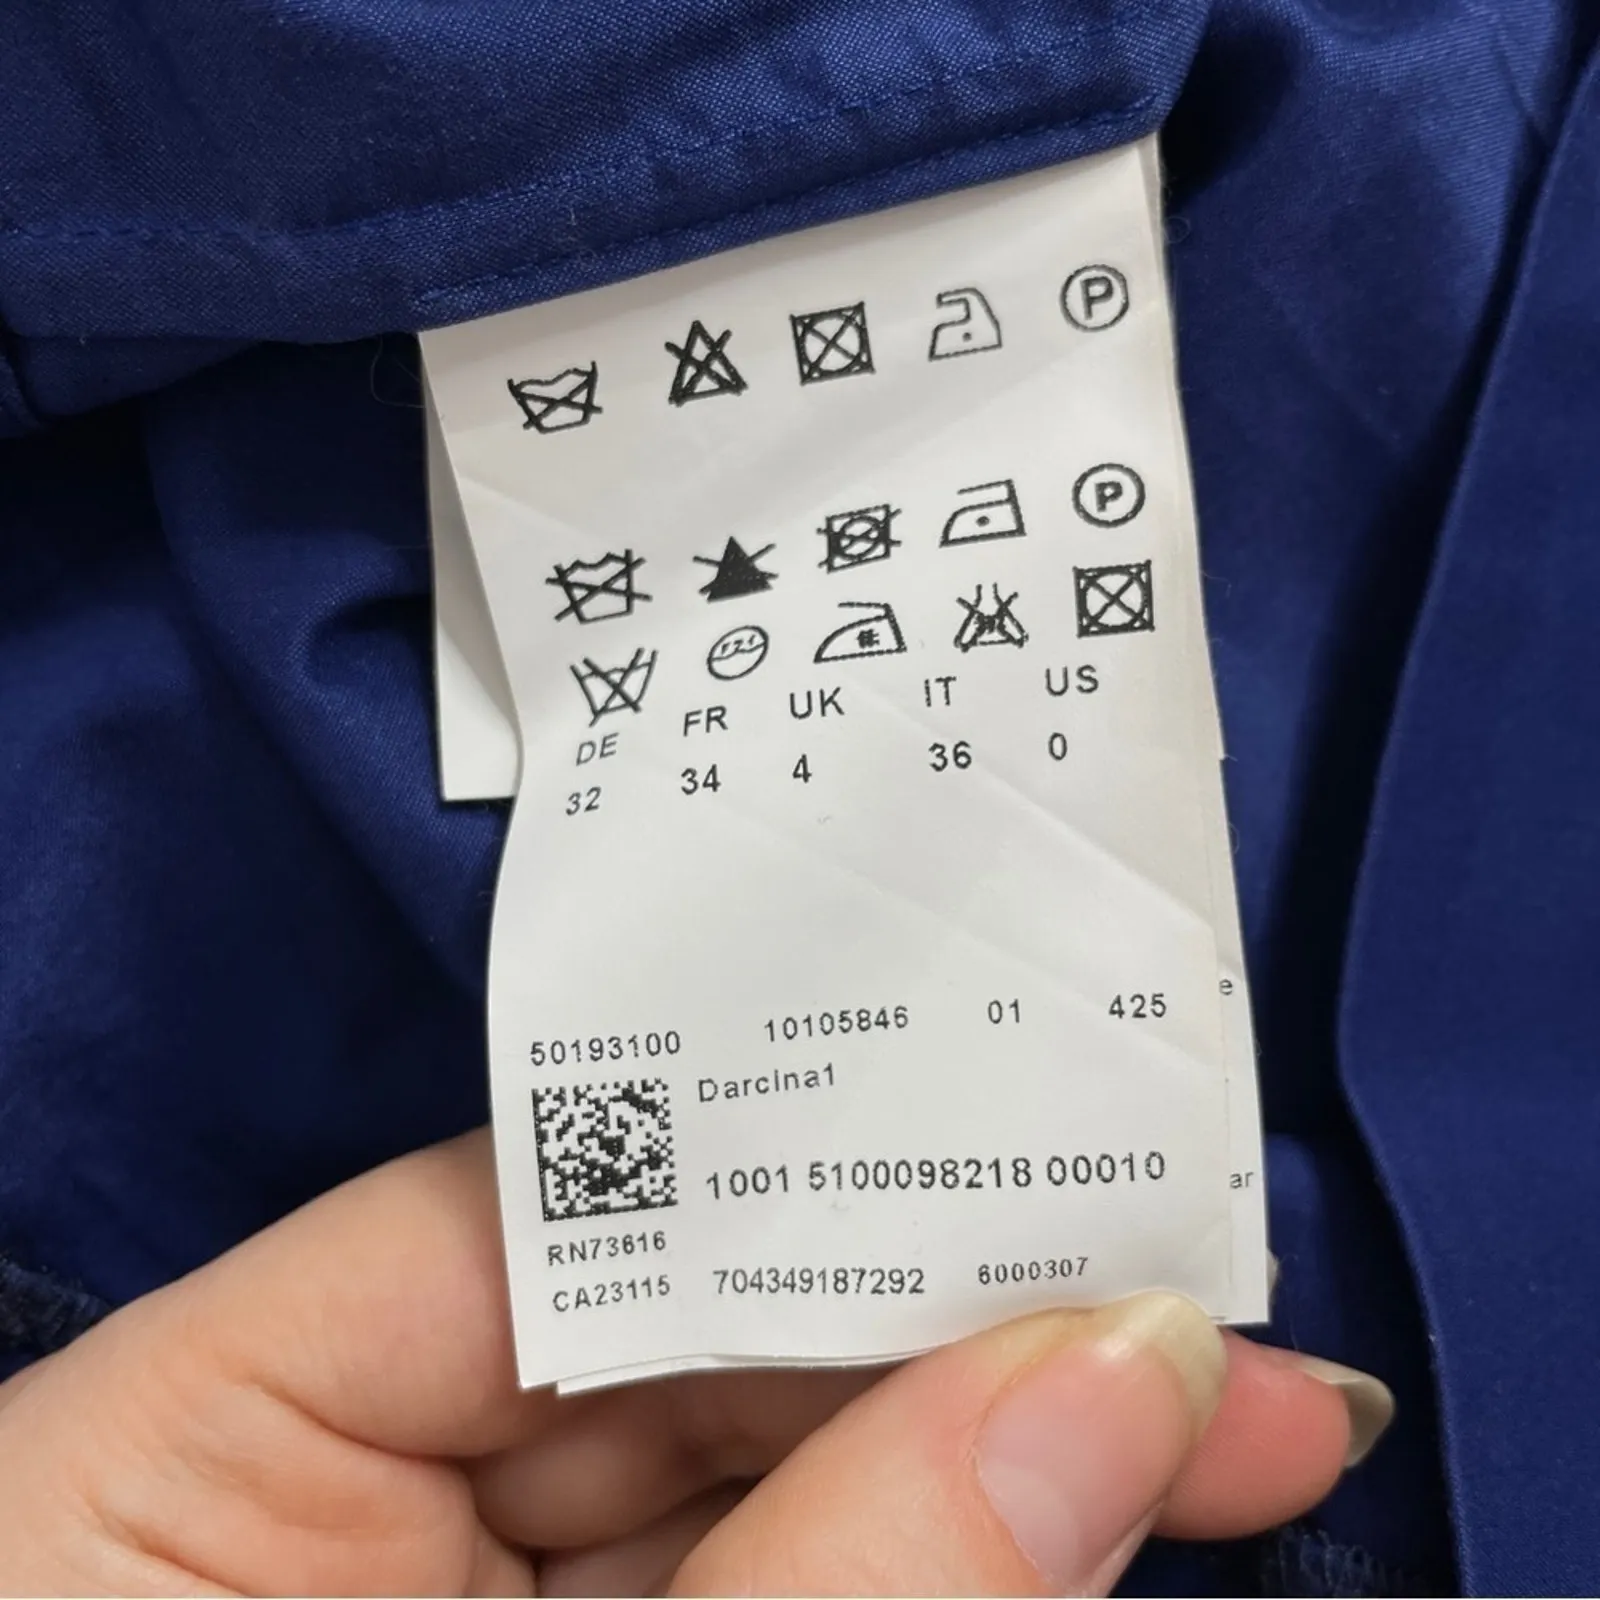 P
P
DE FR UK IT US
32 34 4 36 0
50193100 10105846 01 425
Darcina1
1001 5100098218 00010
RN73616
CA23115 704349187292 6000307
e
ar